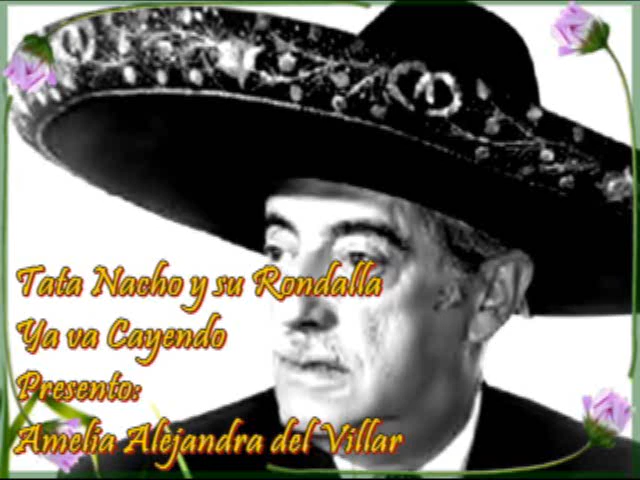 Tata Nacho y su Rondalla
Ya va Cayendo
Presento:
Amelia Alejandra del Villar